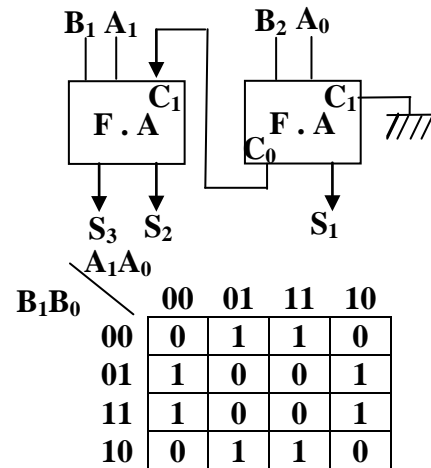 B₁ A₁ B₂ A₀
C₁ C₁
F . A F . A
C₀
S₃ S₂ S₁
A₁A₀
B₁B₀ 00 01 11 10
00 0 1 1 0
01 1 0 0 1
11 1 0 0 1
10 0 1 1 0